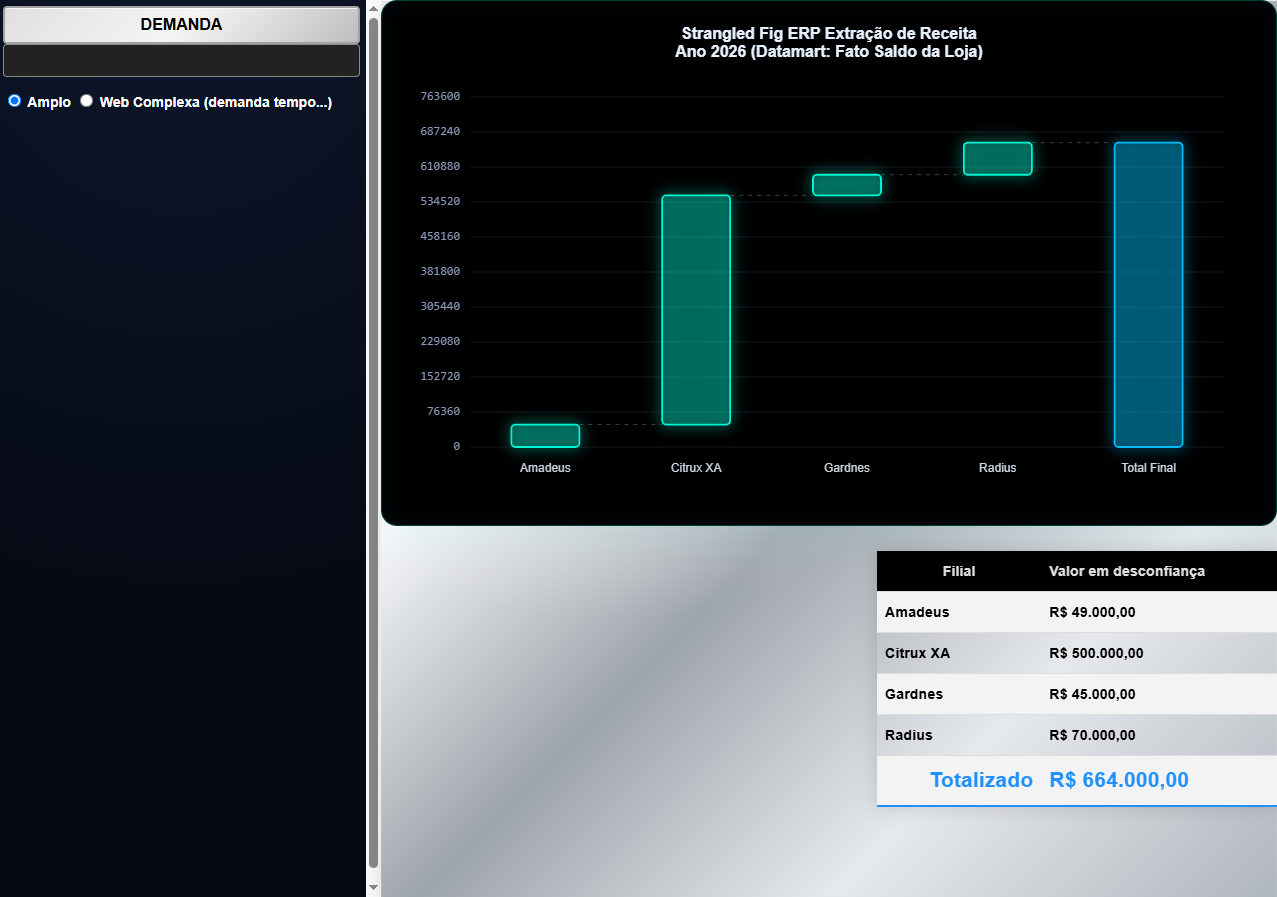 DEMANDA
Amplo Web Complexa (demanda tempo...)
Strangled Fig ERP Extração de Receita
Ano 2026 (Datamart: Fato Saldo da Loja)
763600
687240
610880
534520
458160
381800
305440
229080
152720
76360
0
Amadeus Citrux XA Gardnes Radius Total Final
Filial Valor em desconfiança
Amadeus R$ 49.000,00
Citrux XA R$ 500.000,00
Gardnes R$ 45.000,00
Radius R$ 70.000,00
Totalizado R$ 664.000,00